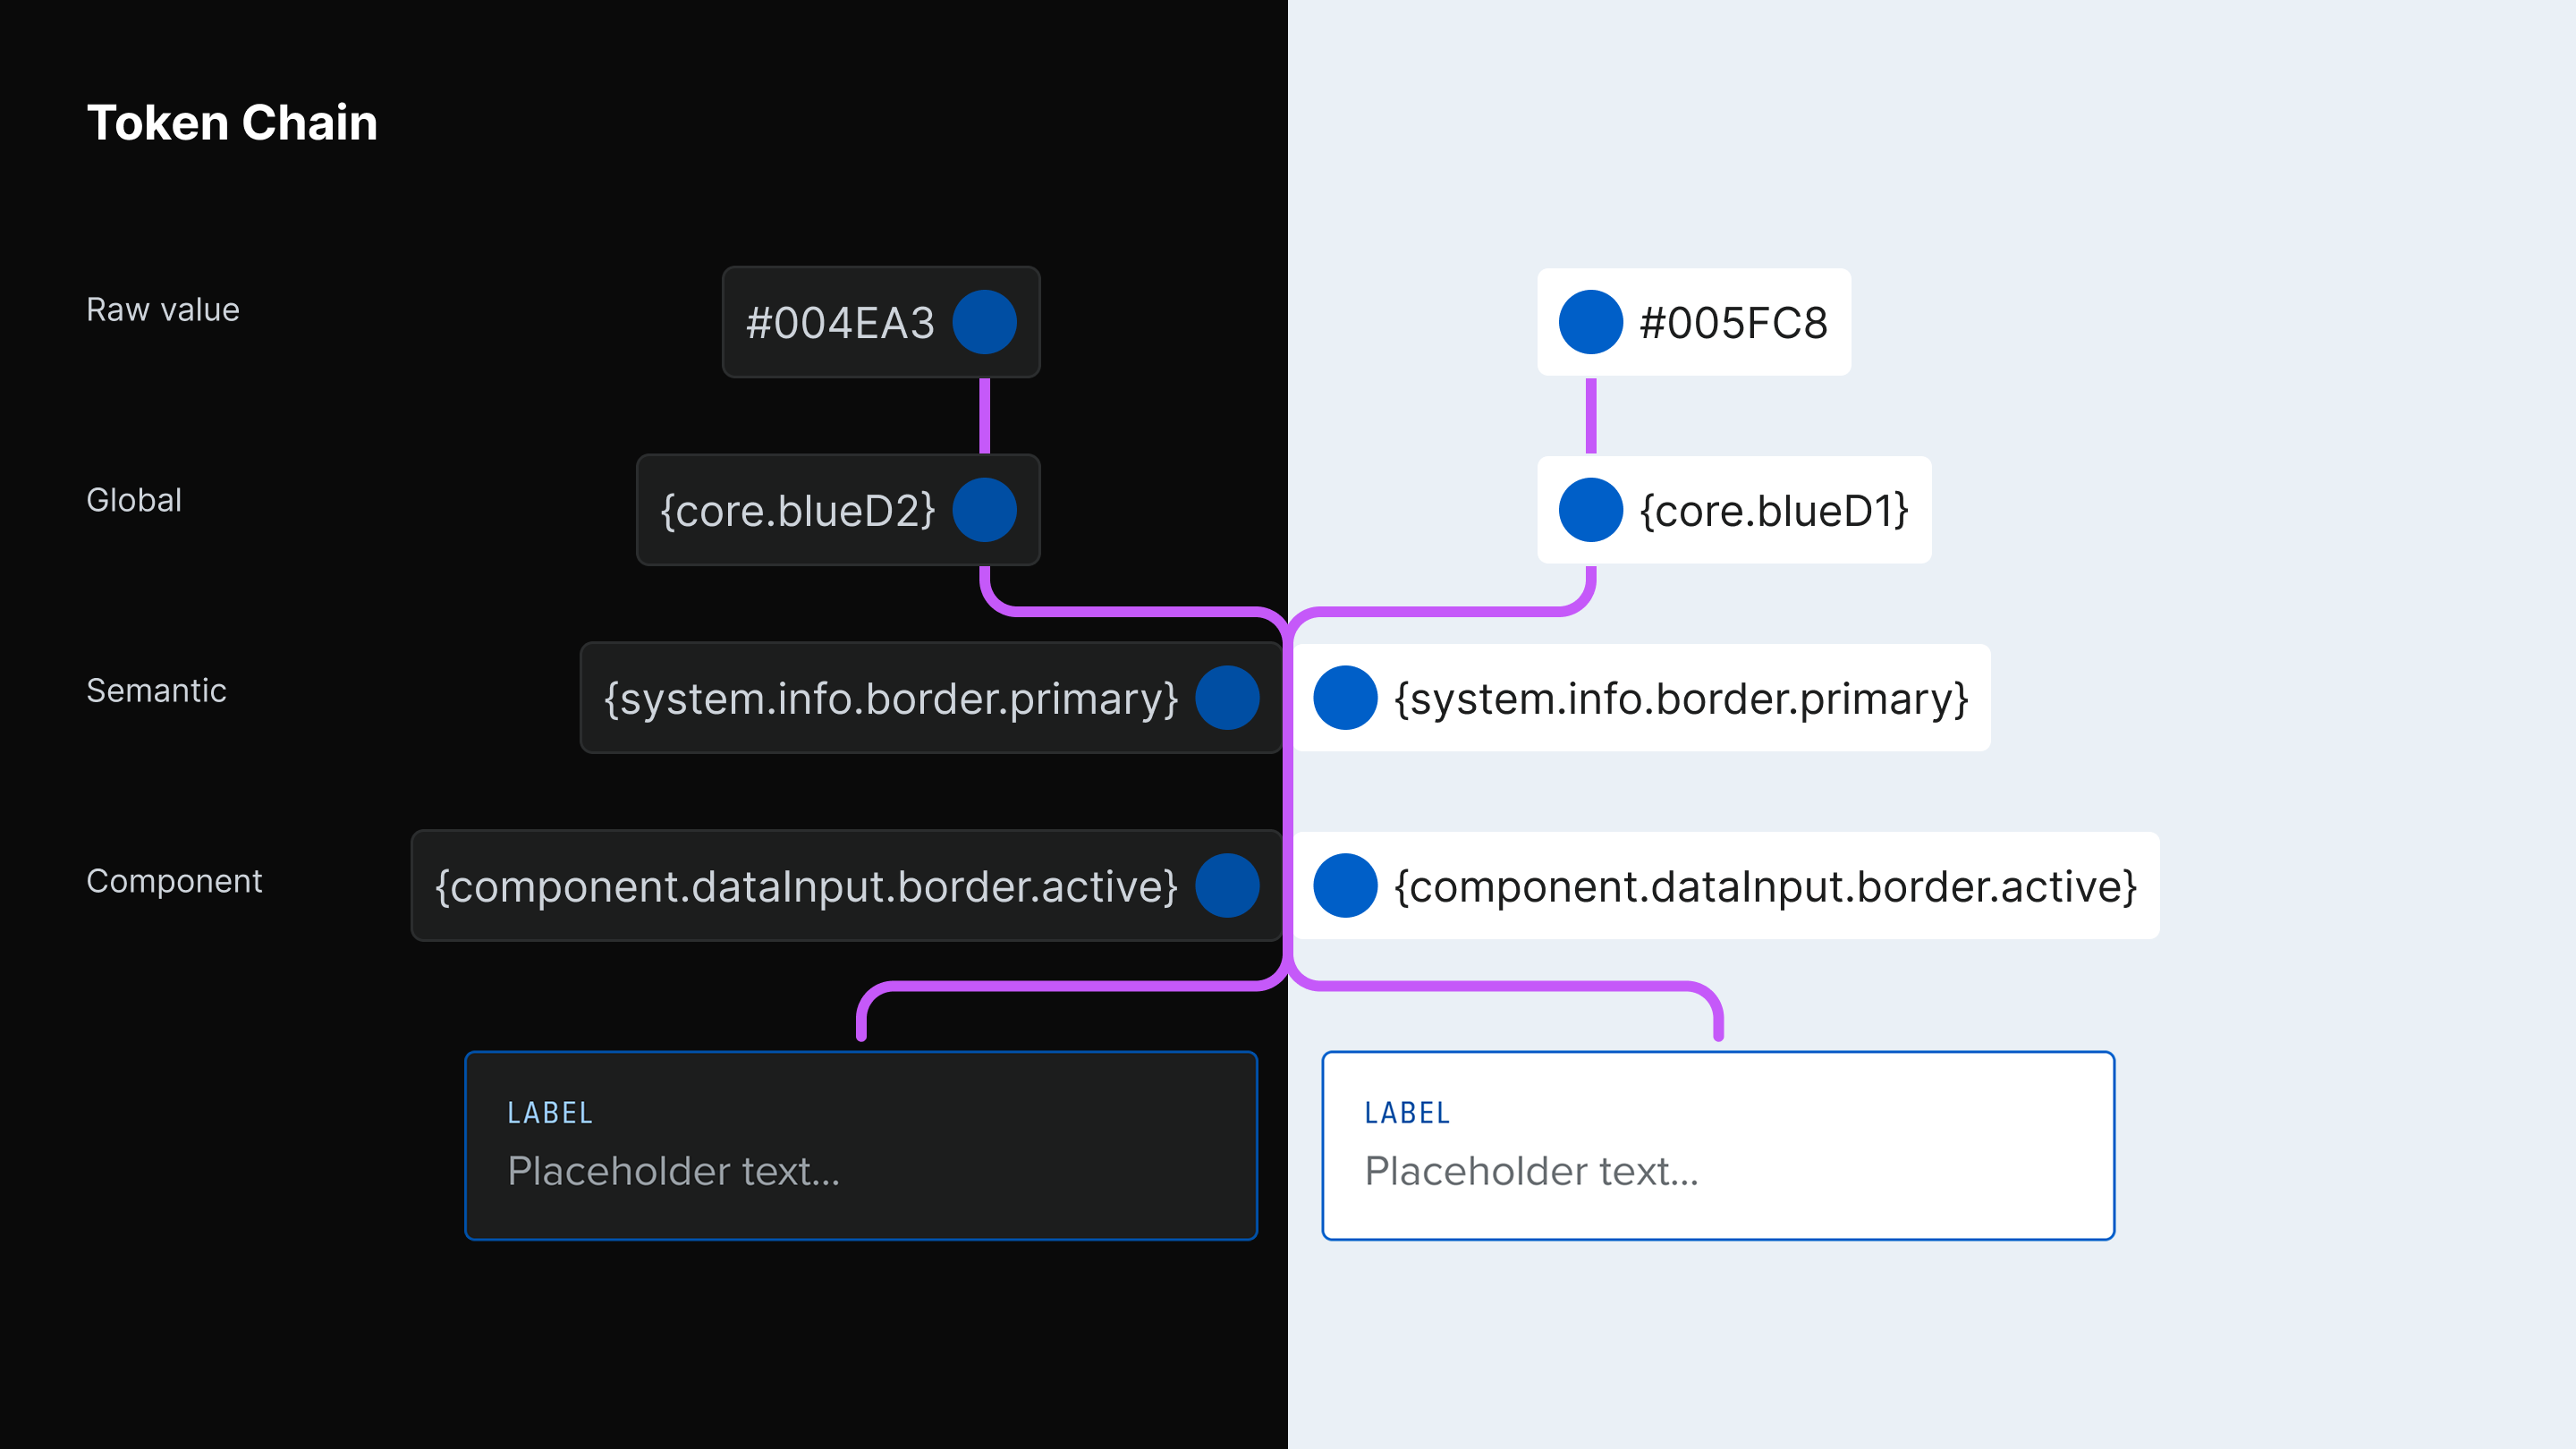 Token Chain
Raw value
#004EA3
#005FC8
Global
{core.blueD2}
{core.blueD1}
Semantic
{system.info.border.primary}
{system.info.border.primary}
Component
{component.dataInput.border.active}
{component.dataInput.border.active}
LABEL
Placeholder text...
LABEL
Placeholder text...